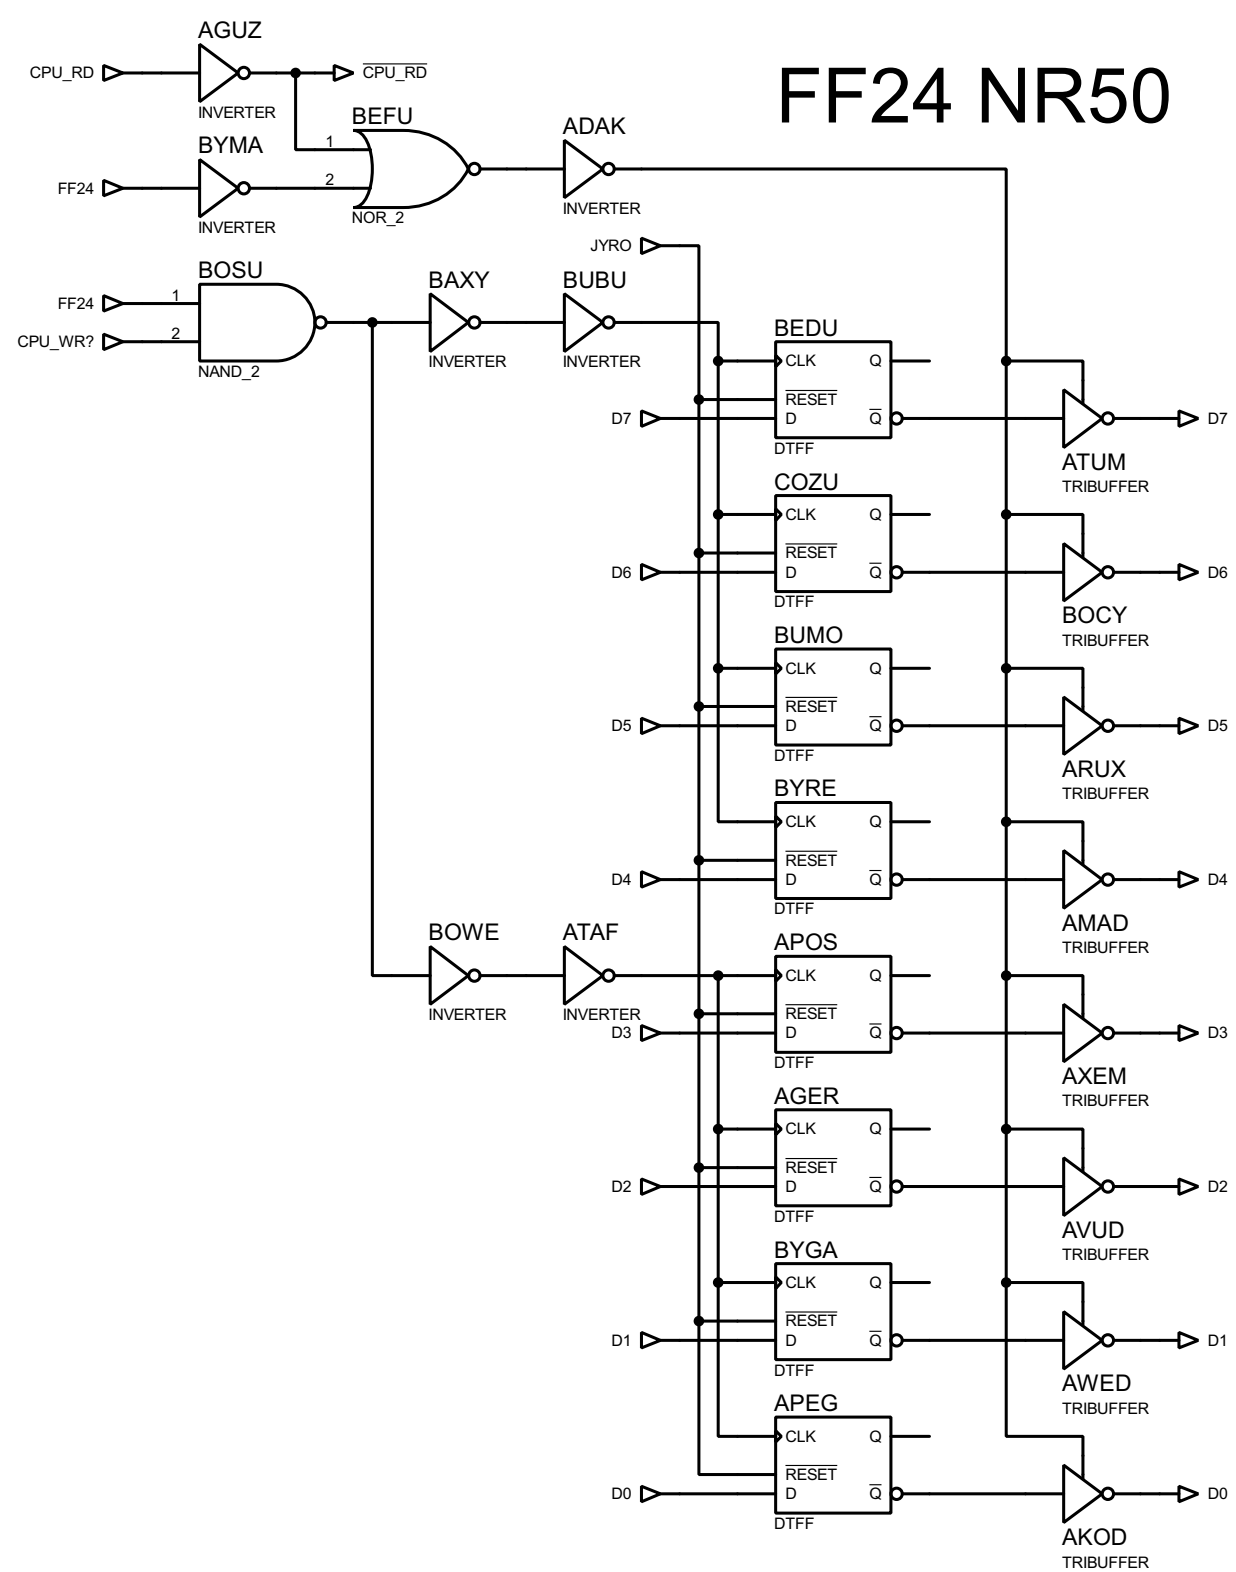 AGUZ
CPU_RD
CPU_RD
INVERTER
FF24 NR50
BEFU
BYMA
1
2
FF24
INVERTER
NOR_2
ADAK
INVERTER
JYRO
BOSU
FF24
1
CPU_WR?
2
NAND_2
BAXY
INVERTER
BUBU
INVERTER
BEDU
CLK Q
RESET
D7 D Q D7
DTFF
ATUM
TRIBUFFER
COZU
CLK Q
RESET
D6 D Q D6
DTFF
BOCY
TRIBUFFER
BUMO
CLK Q
RESET
D5 D Q D5
DTFF
ARUX
TRIBUFFER
BYRE
CLK Q
RESET
D4 D Q D4
DTFF
AMAD
TRIBUFFER
BOWE
INVERTER
ATAF
INVERTER
APOS
CLK Q
RESET
D3 D Q D3
DTFF
AXEM
TRIBUFFER
AGER
CLK Q
RESET
D2 D Q D2
DTFF
AVUD
TRIBUFFER
BYGA
CLK Q
RESET
D1 D Q D1
DTFF
AWED
TRIBUFFER
APEG
CLK Q
RESET
D0 D Q D0
DTFF
AKOD
TRIBUFFER